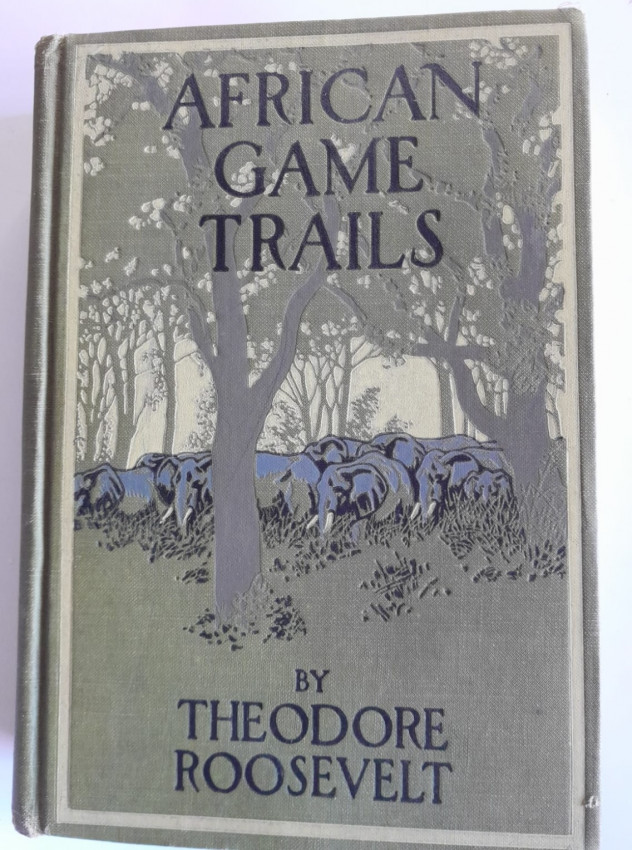 AFRICAN
GAME
TRAILS
BY
THEODORE
ROOSEVELT